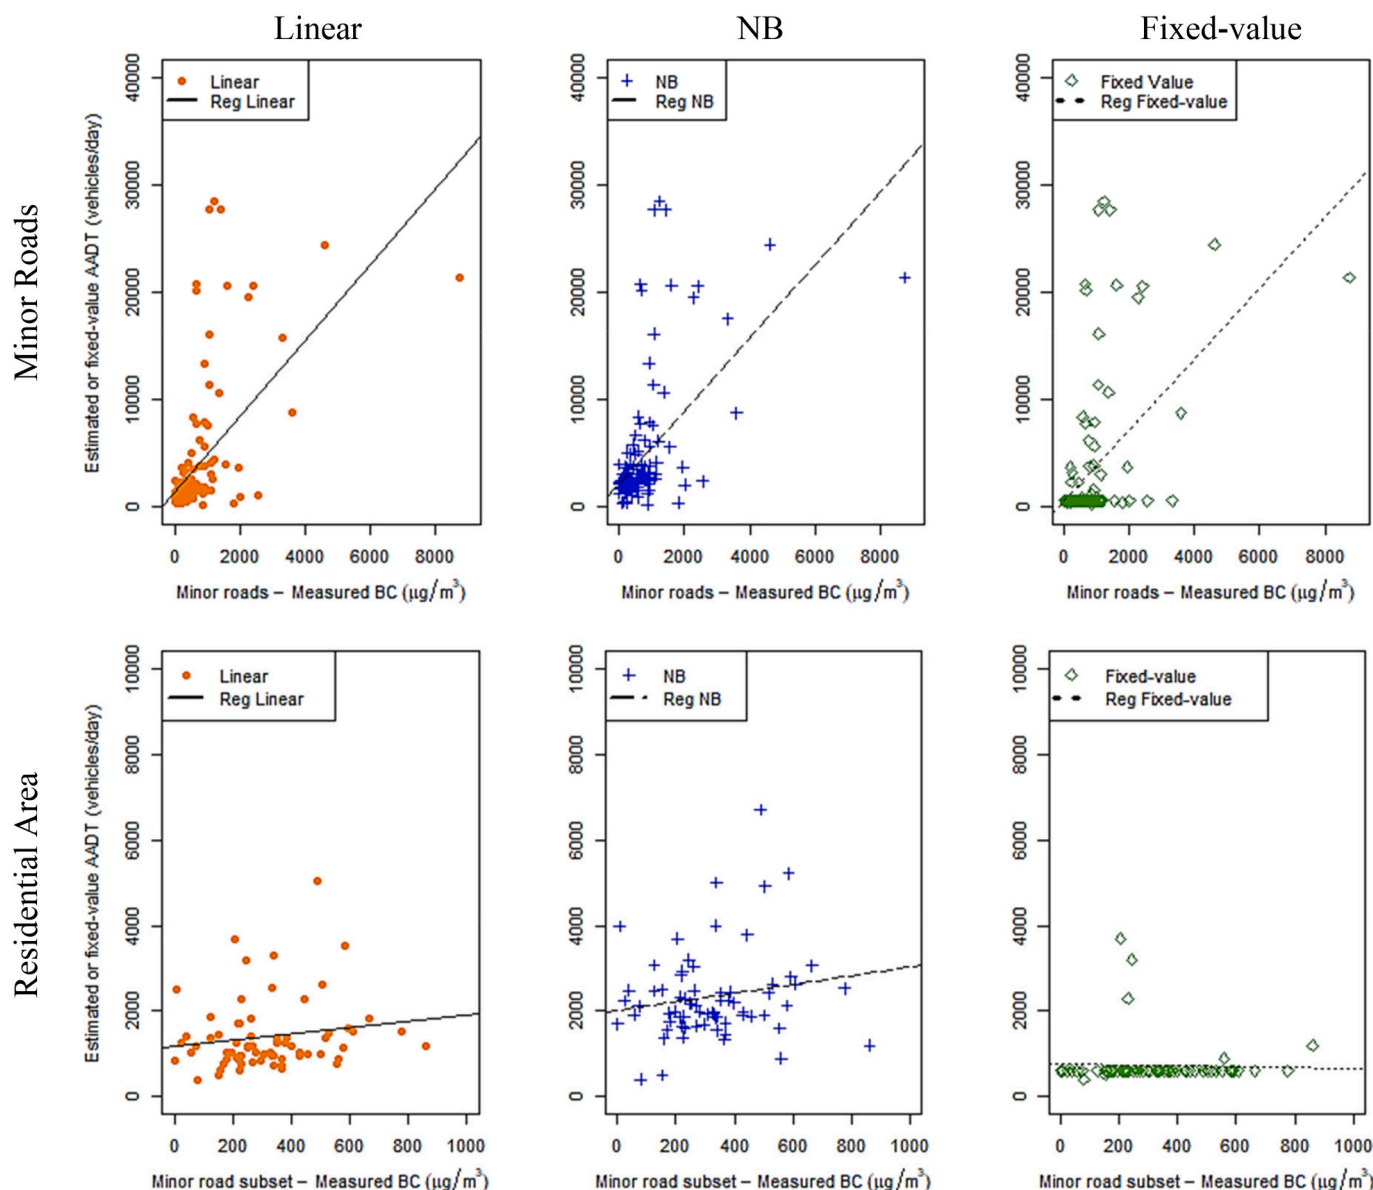 Linear
NB
Fixed-value
Minor Roads
Estimated or fixed-value AADT (vehicles/day)
40000
30000
20000
10000
0
Linear
Reg Linear
0 2000 4000 6000 8000
Minor roads – Measured BC (μg/m³)
40000
30000
20000
10000
0
NB
Reg NB
0 2000 4000 6000 8000
Minor roads – Measured BC (μg/m³)
40000
30000
20000
10000
0
Fixed Value
Reg Fixed-value
0 2000 4000 6000 8000
Minor roads – Measured BC (μg/m³)
Residential Area
Estimated or fixed-value AADT (vehicles/day)
10000
8000
6000
4000
2000
0
Linear
Reg Linear
0 200 400 600 800 1000
Minor road subset – Measured BC (μg/m³)
10000
8000
6000
4000
2000
0
NB
Reg NB
0 200 400 600 800 1000
Minor road subset – Measured BC (μg/m³)
10000
8000
6000
4000
2000
0
Fixed-value
Reg Fixed-value
0 200 400 600 800 1000
Minor road subset – Measured BC (μg/m³)